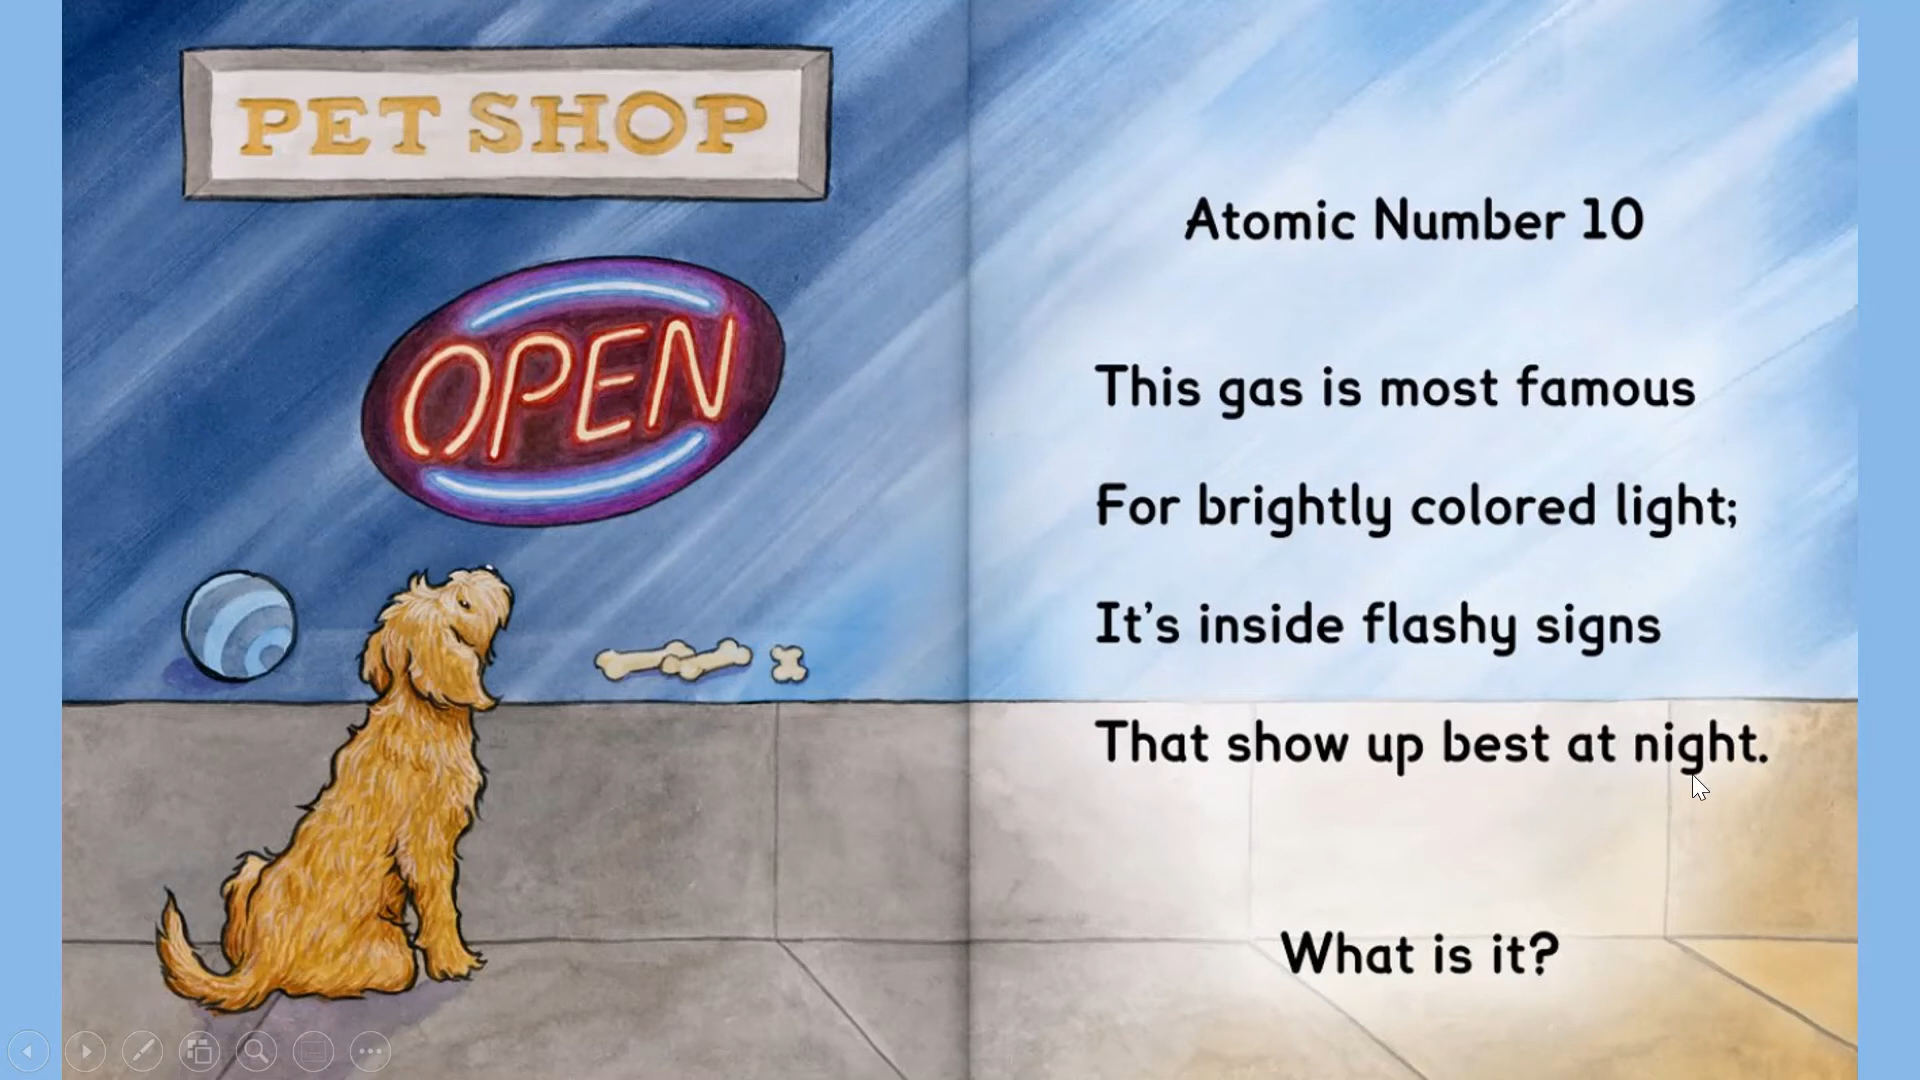 PET SHOP
OPEN
Atomic Number 10
This gas is most famous
For brightly colored light;
It's inside flashy signs
That show up best at night.
What is it?